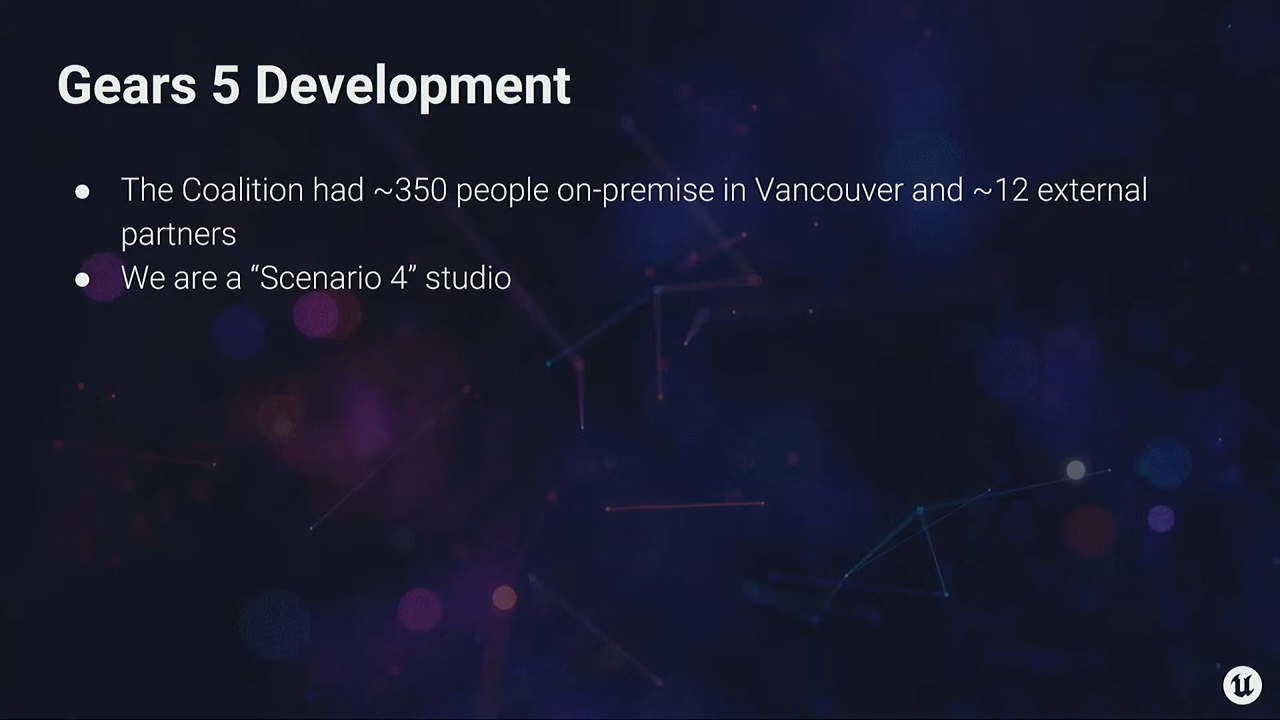 Gears 5 Development
● The Coalition had ~350 people on-premise in Vancouver and ~12 external
partners
● We are a “Scenario 4” studio